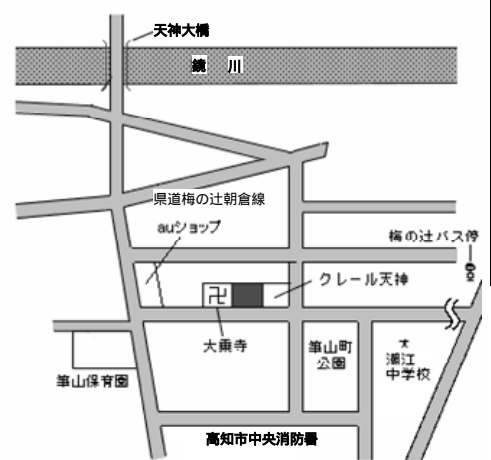 天神大橋
鏡 川
県道梅の辻朝倉線
auショップ
梅の辻バス停
クレール天神
卍
大乗寺
筆山町
公園
文
潮江
中学校
筆山保育園
高知市中央消防署